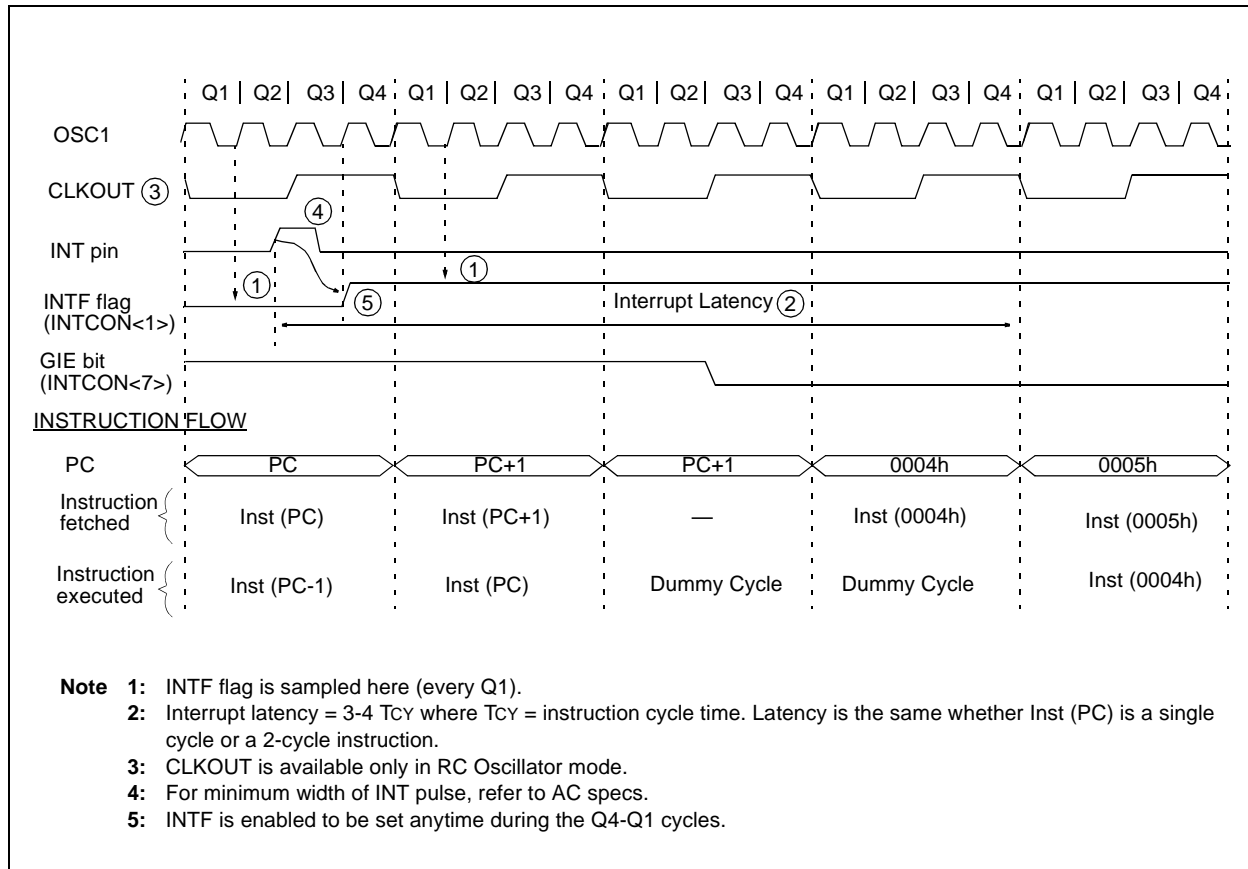 Q1 | Q2 | Q3 | Q4 Q1 | Q2 | Q3 | Q4 Q1 | Q2 | Q3 | Q4 Q1 | Q2 | Q3 | Q4 Q1 | Q2 | Q3 | Q4
OSC1
CLKOUT 3
4
INT pin
1 1
INTF flag
(INTCON<1>)
5
Interrupt Latency 2
GIE bit
(INTCON<7>)
INSTRUCTION FLOW
PC PC PC+1 PC+1 0004h 0005h
Instruction
fetched
Inst (PC) Inst (PC+1) — Inst (0004h) Inst (0005h)
Instruction
executed
Inst (PC-1) Inst (PC) Dummy Cycle Dummy Cycle Inst (0004h)
Note 1: INTF flag is sampled here (every Q1).
2: Interrupt latency = 3-4 TCY where TCY = instruction cycle time. Latency is the same whether Inst (PC) is a single
cycle or a 2-cycle instruction.
3: CLKOUT is available only in RC Oscillator mode.
4: For minimum width of INT pulse, refer to AC specs.
5: INTF is enabled to be set anytime during the Q4-Q1 cycles.